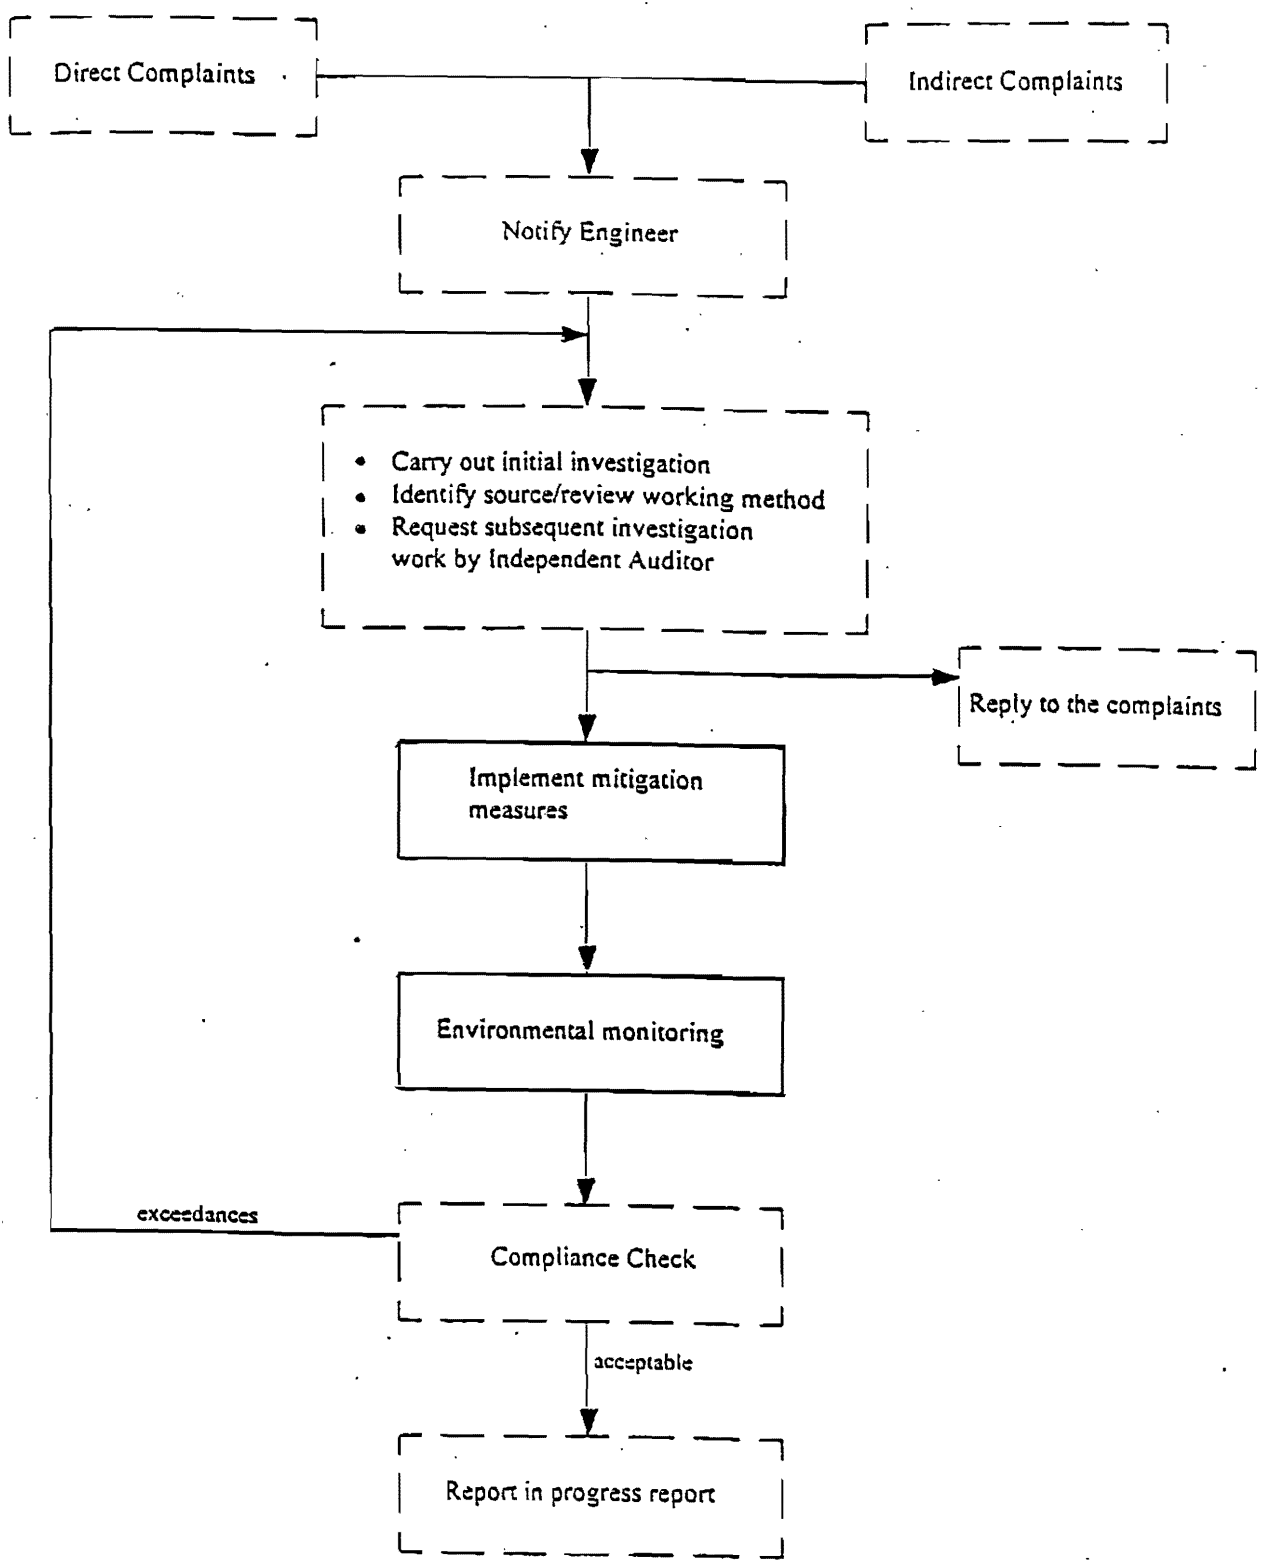 Direct Complaints
Indirect Complaints
Notify Engineer
• Carry out initial investigation
• Identify source/review working method
• Request subsequent investigation
work by Independent Auditor
Reply to the complaints
Implement mitigation
measures
Environmental monitoring
exceedances
Compliance Check
acceptable
Report in progress report